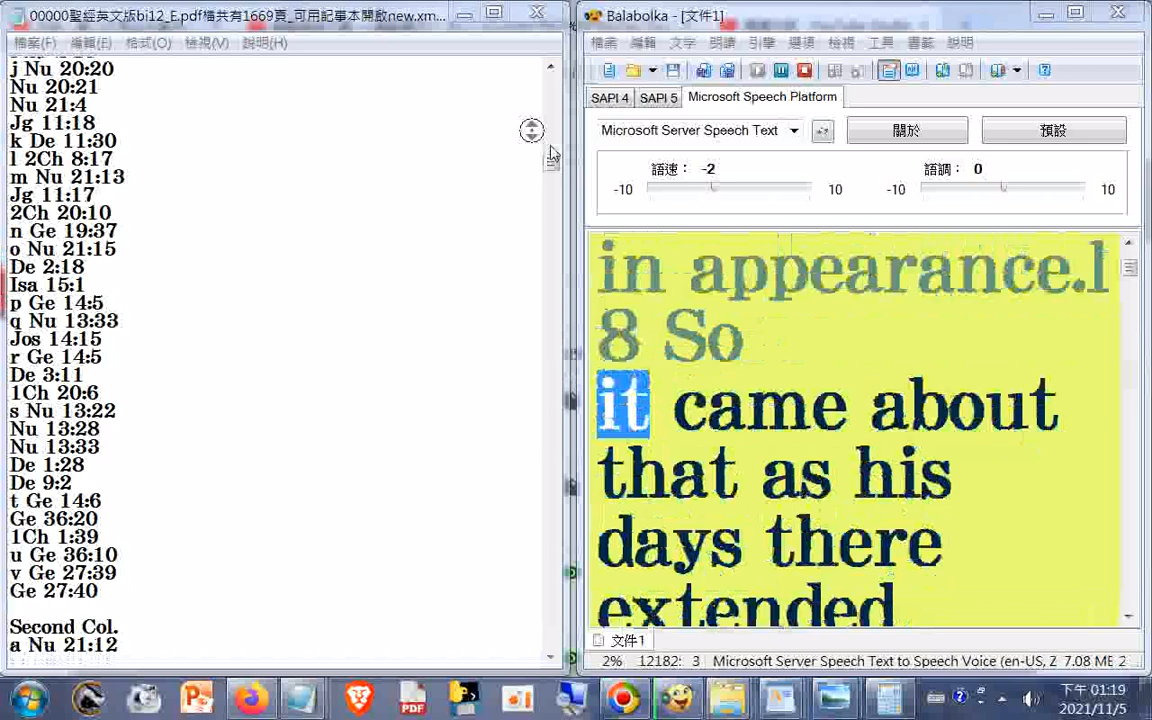 00000聖經英文版bi12_E.pdf檔共有1669頁_可用記事本開啟new.xm...
檔案(F) 編輯(E) 格式(O) 檢視(V) 說明(H)
j Nu 20:20
Nu 20:21
Nu 21:4
Jg 11:18
k De 11:30
l 2Ch 8:17
m Nu 21:13
Jg 11:17
2Ch 20:10
n Ge 19:37
o Nu 21:15
De 2:18
Isa 15:1
p Ge 14:5
q Nu 13:33
Jos 14:15
r Ge 14:5
De 3:11
1Ch 20:6
s Nu 13:22
Nu 13:28
Nu 13:33
De 1:28
De 9:2
t Ge 14:6
Ge 36:20
1Ch 1:39
u Ge 36:10
v Ge 27:39
Ge 27:40
Second Col.
a Nu 21:12
Balabolka - [文件1]
檔案 編輯 文字 朗讀 引擎 選項 檢視 工具 書籤 說明
SAPI 4 SAPI 5 Microsoft Speech Platform
Microsoft Server Speech Text 關於 預設
語速： -2 語調： 0
-10 10 -10 10
in appearance.l
8 So
it came about
that as his
days there
extended
文件1
2% 12182: 3 Microsoft Server Speech Text to Speech Voice (en-US, Z 7.08 ME 2
PDF
下午 01:19
2021/11/5